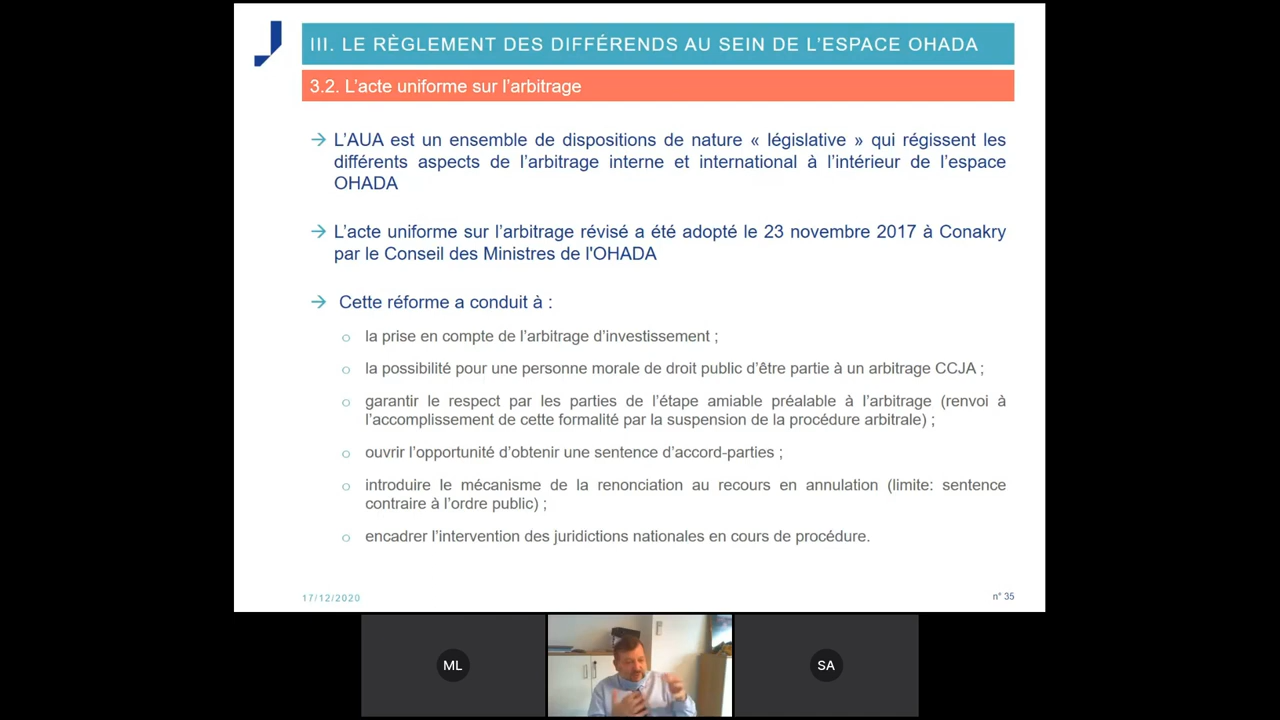 III. LE RÈGLEMENT DES DIFFÉRENDS AU SEIN DE L’ESPACE OHADA
3.2. L’acte uniforme sur l’arbitrage
→ L’AUA est un ensemble de dispositions de nature « législative » qui régissent les
différents aspects de l’arbitrage interne et international à l’intérieur de l’espace
OHADA
→ L’acte uniforme sur l’arbitrage révisé a été adopté le 23 novembre 2017 à Conakry
par le Conseil des Ministres de l'OHADA
→ Cette réforme a conduit à :
o la prise en compte de l’arbitrage d’investissement ;
o la possibilité pour une personne morale de droit public d’être partie à un arbitrage CCJA ;
o garantir le respect par les parties de l’étape amiable préalable à l’arbitrage (renvoi à
l’accomplissement de cette formalité par la suspension de la procédure arbitrale) ;
o ouvrir l’opportunité d’obtenir une sentence d’accord-parties ;
o introduire le mécanisme de la renonciation au recours en annulation (limite: sentence
contraire à l’ordre public) ;
o encadrer l’intervention des juridictions nationales en cours de procédure.
17/12/2020
n° 35
ML
SA